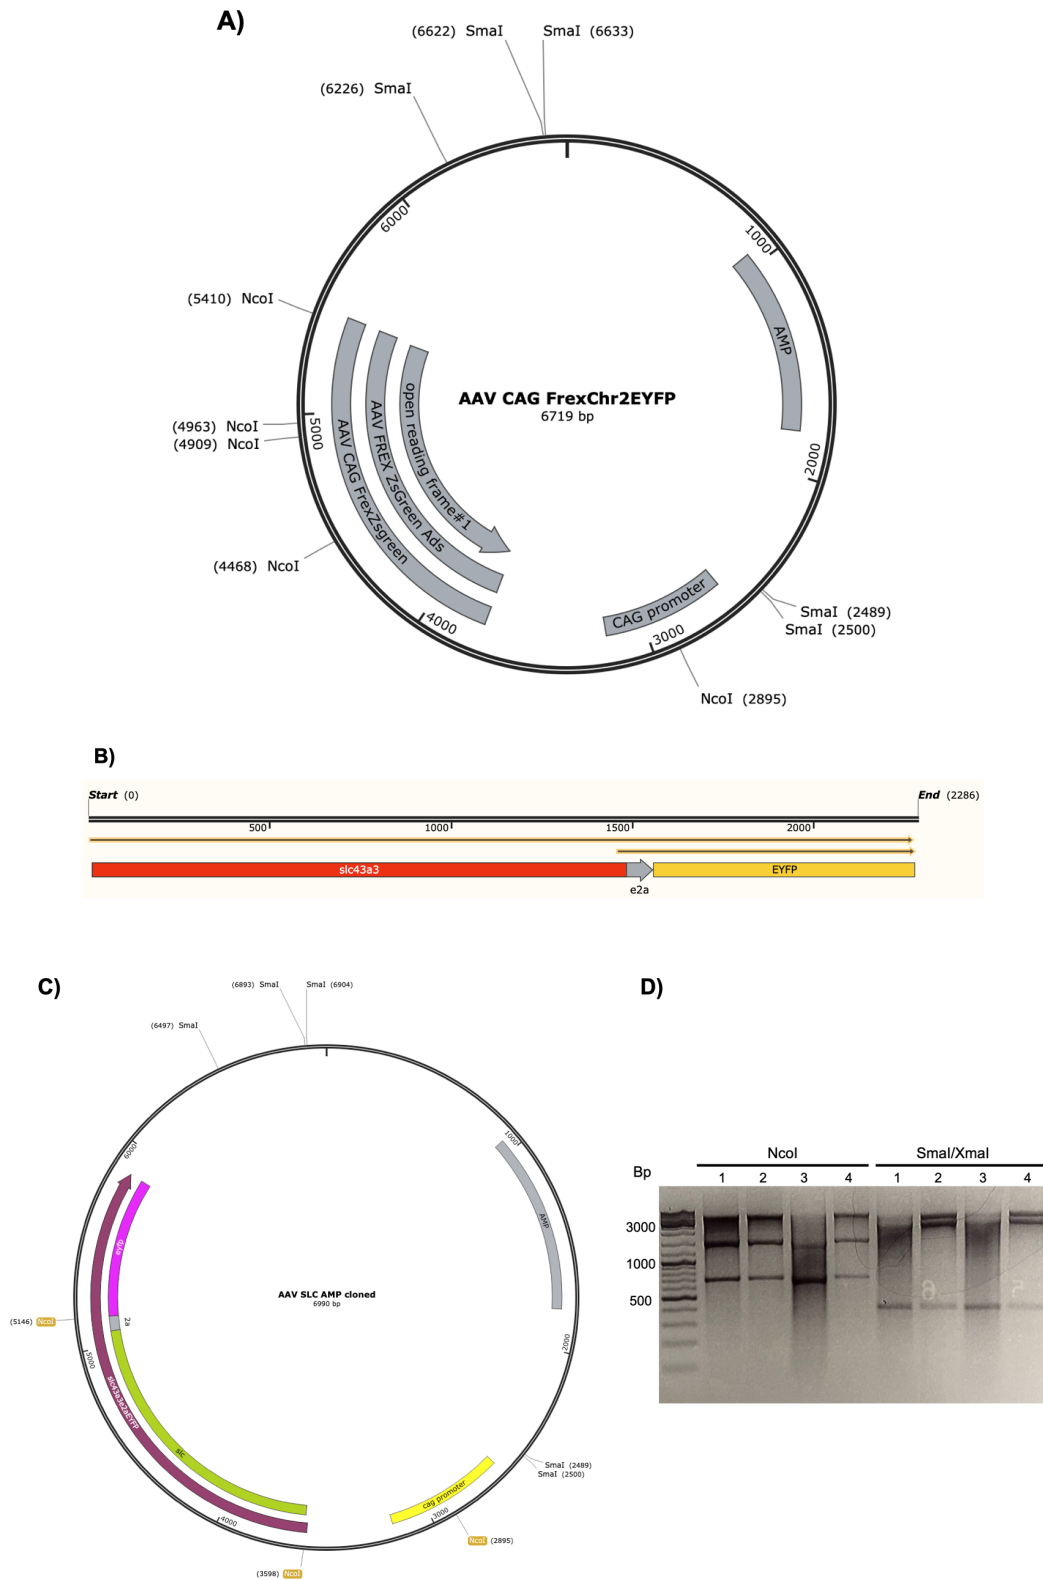 A)
(6622) SmaI
SmaI (6633)
(6226) SmaI
6000
1000
(5410) NcoI
AMP
AAV CAG FrexChr2EYFP
6719 bp
(4963) NcoI
(4909) NcoI
5000
2000
open reading frame#1
AAV FREX ZsGreen Ads
AAV CAG FrexZsgreen
(4468) NcoI
4000
CAG promoter
3000
SmaI (2489)
SmaI (2500)
NcoI (2895)
B)
Start (0)
End (2286)
500
1000
1500
2000
slc43a3
EYFP
e2a
C)
(6893) SmaI
SmaI (6904)
(6497) SmaI
6000
1000
AMP
eyfp
AAV SLC AMP cloned
6990 bp
(5146) NcoI
2a
5000
2000
slc43a3e2aEYFP
slc
SmaI (2489)
SmaI (2500)
cag promoter
4000
3000
NcoI (2895)
(3598) NcoI
D)
NcoI
SmaI/XmaI
Bp
1 2 3 4 1 2 3 4
3000
1000
500